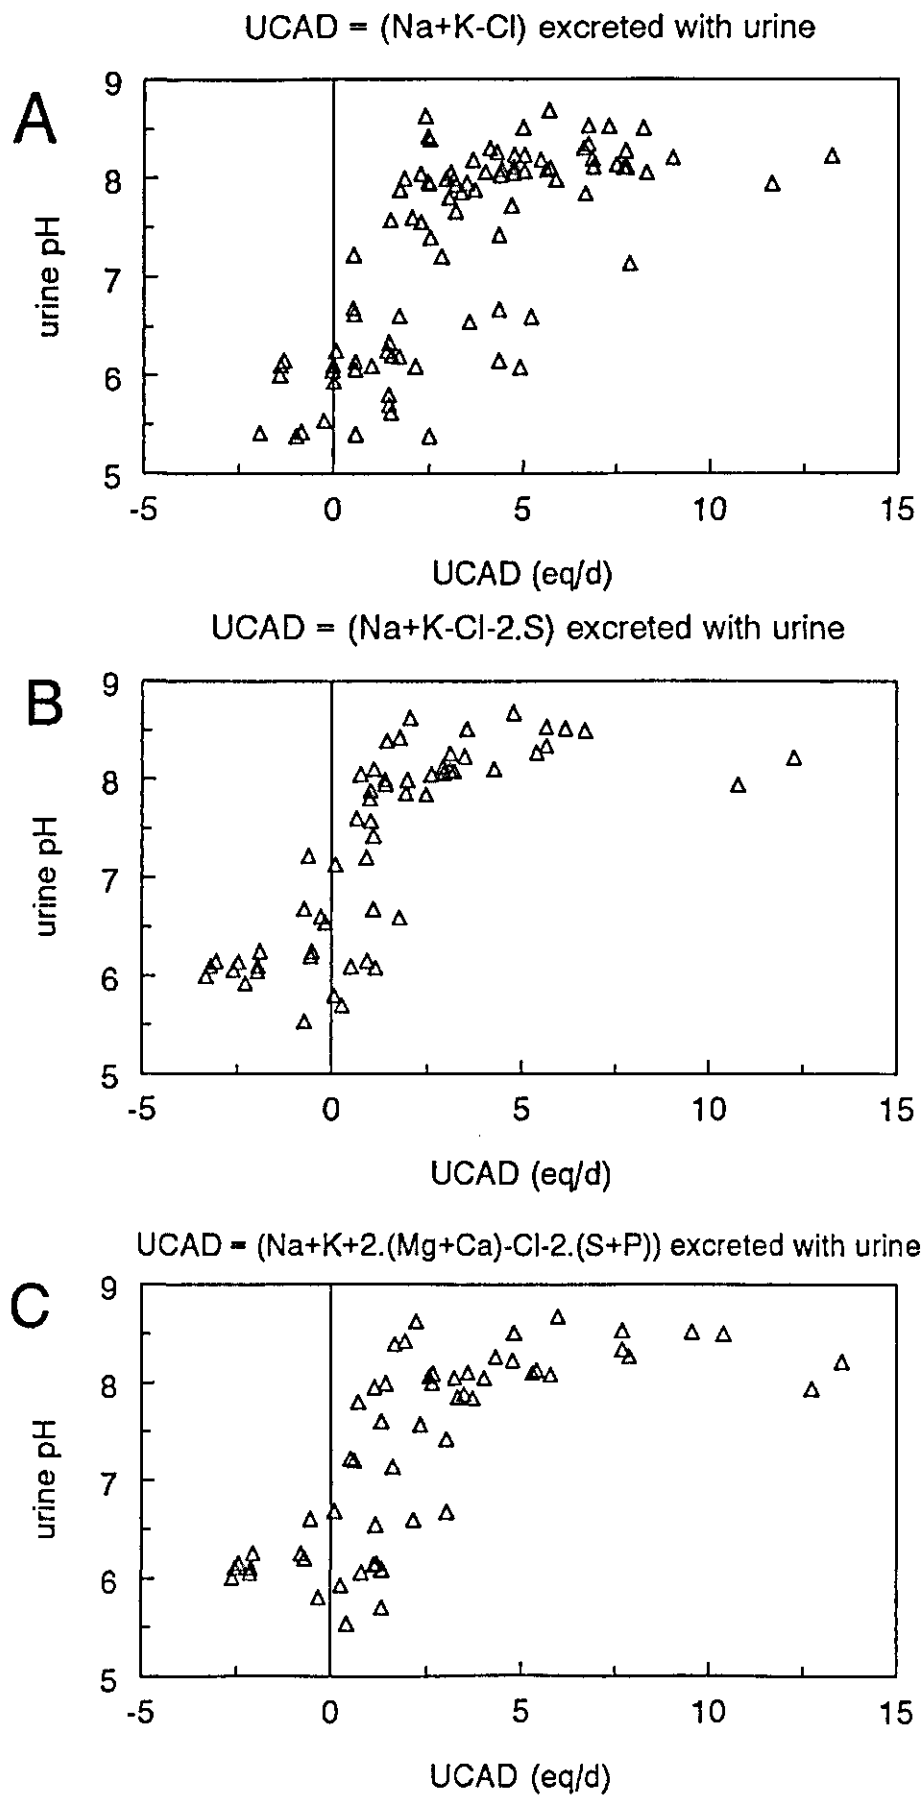 UCAD = (Na+K-Cl) excreted with urine
A
9
8
7
6
5
urine pH
-5 0 5 10 15
UCAD (eq/d)
UCAD = (Na+K-Cl-2.S) excreted with urine
B
9
8
7
6
5
urine pH
-5 0 5 10 15
UCAD (eq/d)
UCAD = (Na+K+2.(Mg+Ca)-Cl-2.(S+P)) excreted with urine
C
9
8
7
6
5
urine pH
-5 0 5 10 15
UCAD (eq/d)